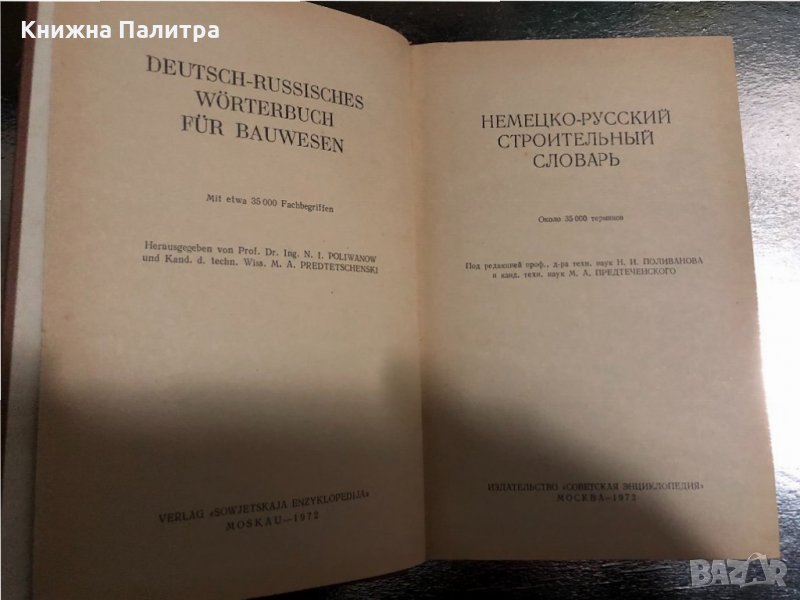 Книжна Палитра
DEUTSCH-RUSSISCHES
WÖRTERBUCH
FÜR BAUWESEN
Mit etwa 35 000 Fachbegriffen
Herausgegeben von Prof. Dr. Ing. N. I. POLIWANOW
und Kand. d. techn. Wiss. M. A. PREDTETSCHENSKI
VERLAG «SOWJETSKAJA ENZYKLOPEDIJA»
MOSKAU—1972
НЕМЕЦКО-РУССКИЙ
СТРОИТЕЛЬНЫЙ
СЛОВАРЬ
Около 35 000 терминов
Под редакцией проф., д-ра техн. наук Н. И. ПОЛИВАНОВА
и канд. техн. наук М. А. ПРЕДТЕЧЕНСКОГО
ИЗДАТЕЛЬСТВО «СОВЕТСКАЯ ЭНЦИКЛОПЕДИЯ»
МОСКВА—1972
BAZAR